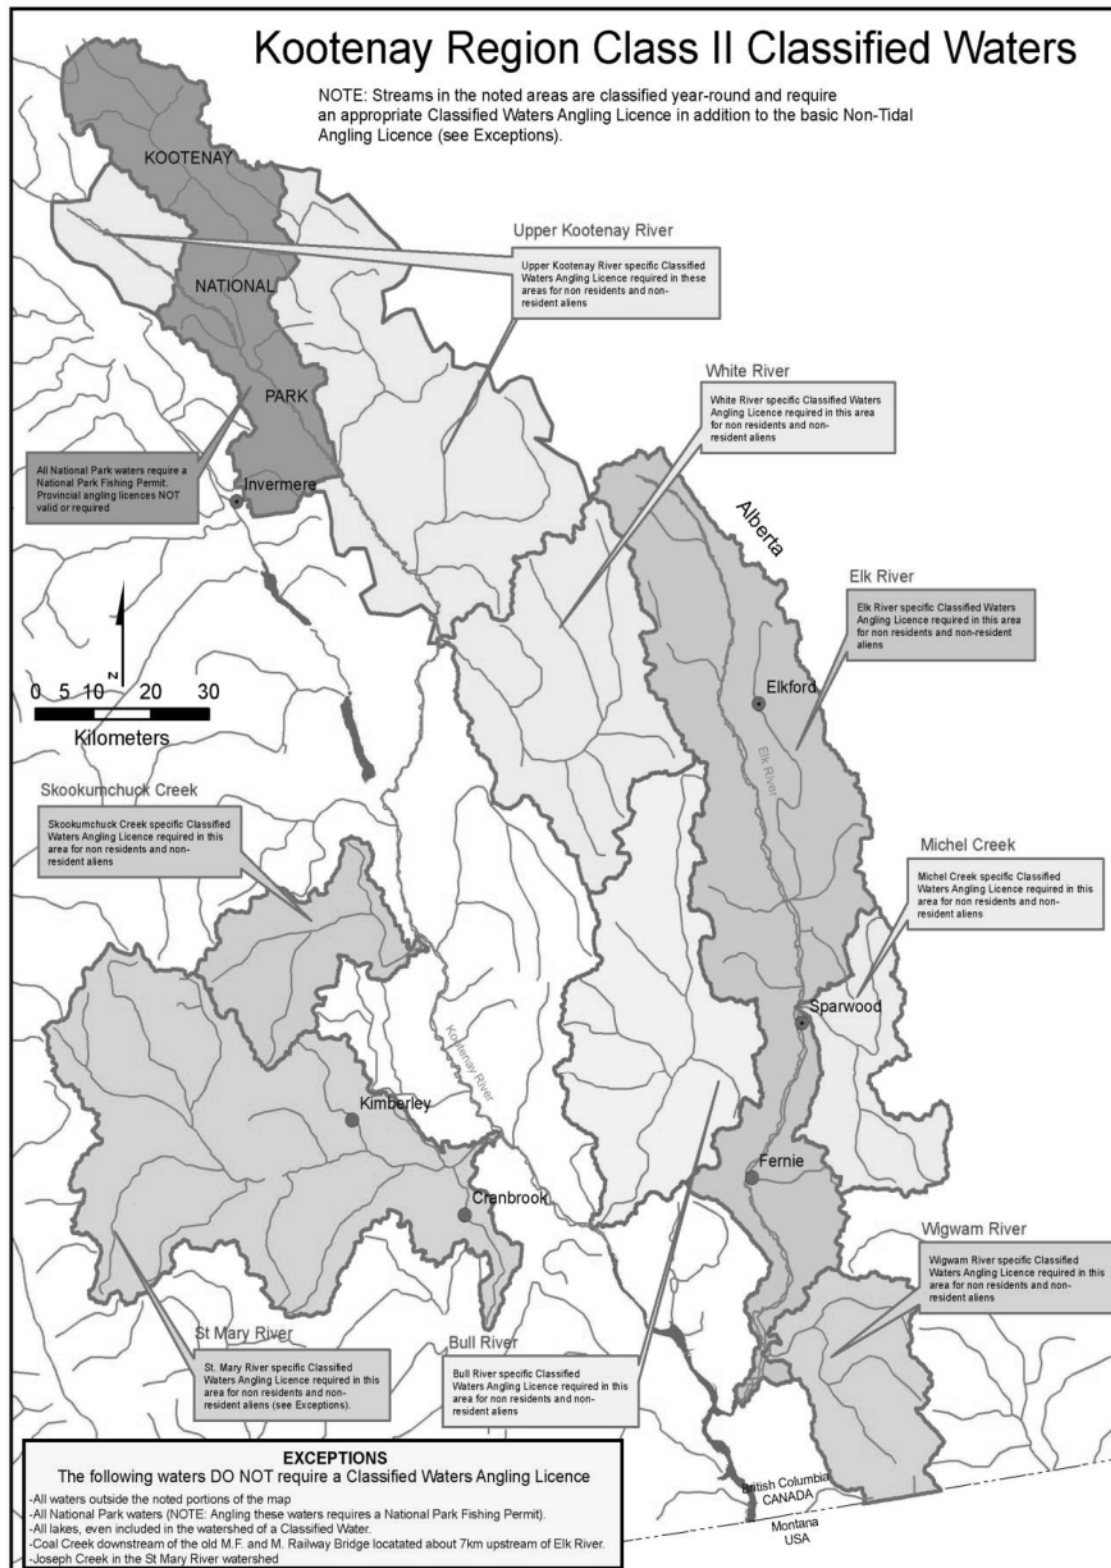 Kootenay Region Class II Classified Waters
NOTE: Streams in the noted areas are classified year-round and require
an appropriate Classified Waters Angling Licence in addition to the basic Non-Tidal
Angling Licence (see Exceptions).
KOOTENAY
NATIONAL
PARK
Upper Kootenay River
Upper Kootenay River specific Classified
Waters Angling Licence required in these
areas for non residents and non-
resident aliens
White River
White River specific Classified Waters
Angling Licence required in this area
for non residents and non-
resident aliens
All National Park waters require a
National Park Fishing Permit.
Provincial angling licences NOT
valid or required
Invermere
Alberta
Elk River
Elk River specific Classified Waters
Angling Licence required in this area
for non residents and non-resident
aliens
Elkford
Elk River
N
0 5 10 20 30
Kilometers
Skookumchuck Creek
Skookumchuck Creek specific Classified
Waters Angling Licence required in this
area for non residents and non-
resident aliens
Michel Creek
Michel Creek specific Classified
Waters Angling Licence required in this
area for non residents and non-
resident aliens
Sparwood
Kootenay River
Kimberley
Fernie
Cranbrook
Wigwam River
Wigwam River specific Classified
Waters Angling Licence required in this
area for non residents and non-
resident aliens
St Mary River
St. Mary River specific Classified
Waters Angling Licence required in this
area for non residents and non-
resident aliens (see Exceptions).
Bull River
Bull River specific Classified
Waters Angling Licence required in this
area for non residents and non-
resident aliens
EXCEPTIONS
The following waters DO NOT require a Classified Waters Angling Licence
-All waters outside the noted portions of the map
-All National Park waters (NOTE: Angling these waters requires a National Park Fishing Permit).
-All lakes, even included in the watershed of a Classified Water.
-Coal Creek downstream of the old M.F. and M. Railway Bridge locatated about 7km upstream of Elk River.
-Joseph Creek in the St Mary River watershed
British Columbia
CANADA
Montana
USA